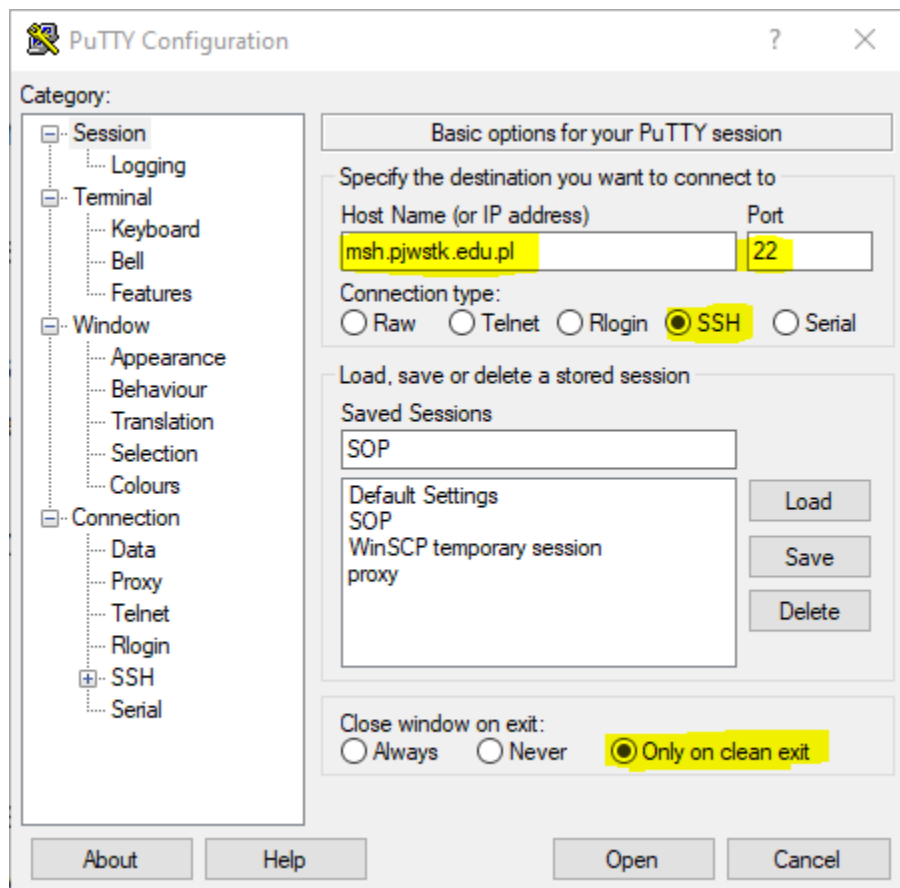 PuTTY Configuration
?
Category:
Session
Logging
Terminal
Keyboard
Bell
Features
Window
Appearance
Behaviour
Translation
Selection
Colours
Connection
Data
Proxy
Telnet
Rlogin
SSH
Serial
Basic options for your PuTTY session
Specify the destination you want to connect to
Host Name (or IP address) Port
msh.pjwstk.edu.pl 22
Connection type:
Raw Telnet Rlogin SSH Serial
Load, save or delete a stored session
Saved Sessions
SOP
Default Settings
SOP
WinSCP temporary session
proxy
Load
Save
Delete
Close window on exit:
Always Never Only on clean exit
About Help Open Cancel